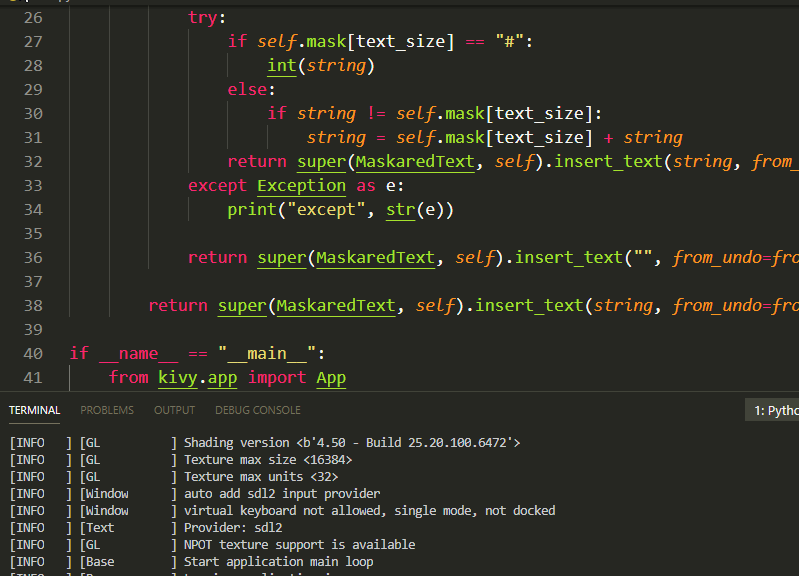 26 try:
27 if self.mask[text_size] == "#":
28 int(string)
29 else:
30 if string != self.mask[text_size]:
31 string = self.mask[text_size] + string
32 return super(MaskaredText, self).insert_text(string, from_
33 except Exception as e:
34 print("except", str(e))
35
36 return super(MaskaredText, self).insert_text("", from_undo=fro
37
38 return super(MaskaredText, self).insert_text(string, from_undo=fro
39
40 if __name__ == "__main__":
41 from kivy.app import App
TERMINAL PROBLEMS OUTPUT DEBUG CONSOLE 1: Pytho
[INFO ] [GL ] Shading version <b'4.50 - Build 25.20.100.6472'>
[INFO ] [GL ] Texture max size <16384>
[INFO ] [GL ] Texture max units <32>
[INFO ] [Window ] auto add sdl2 input provider
[INFO ] [Window ] virtual keyboard not allowed, single mode, not docked
[INFO ] [Text ] Provider: sdl2
[INFO ] [GL ] NPOT texture support is available
[INFO ] [Base ] Start application main loop